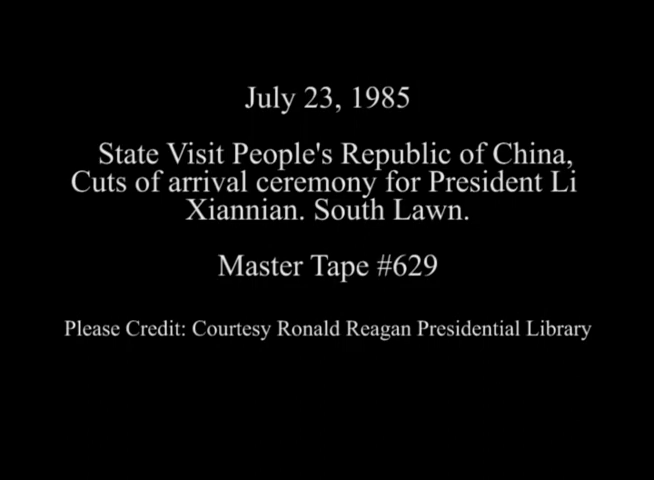 July 23, 1985
State Visit People's Republic of China,
Cuts of arrival ceremony for President Li
Xiannian. South Lawn.
Master Tape #629
Please Credit: Courtesy Ronald Reagan Presidential Library